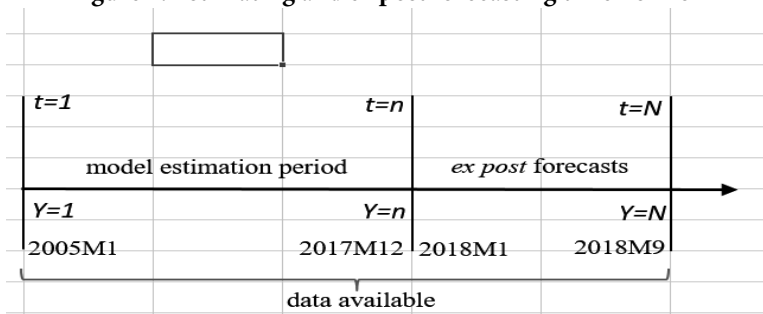 t=1 t=n t=N
model estimation period ex post forecasts
Y=1 Y=n Y=N
2005M1 2017M12 2018M1 2018M9
data available